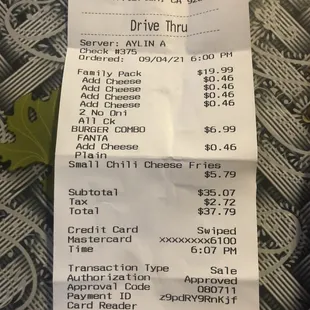 CA
Drive Thru
Server: AYLIN A
Check #375
Ordered: 09/04/21 6:00 PM
Family Pack $19.99
Add Cheese $0.46
Add Cheese $0.46
Add Cheese $0.46
Add Cheese $0.46
2 No Oni
All Ck
BURGER COMBO $6.99
FANTA
Add Cheese $0.46
Plain
Small Chili Cheese Fries
$5.79
Subtotal $35.07
Tax $2.72
Total $37.79
Credit Card Swiped
Mastercard xxxxxxxx6100
Time 6:07 PM
Transaction Type Sale
Authorization Approved
Approval Code 080711
Payment ID z9pdRY9RnKjf
Card Reader